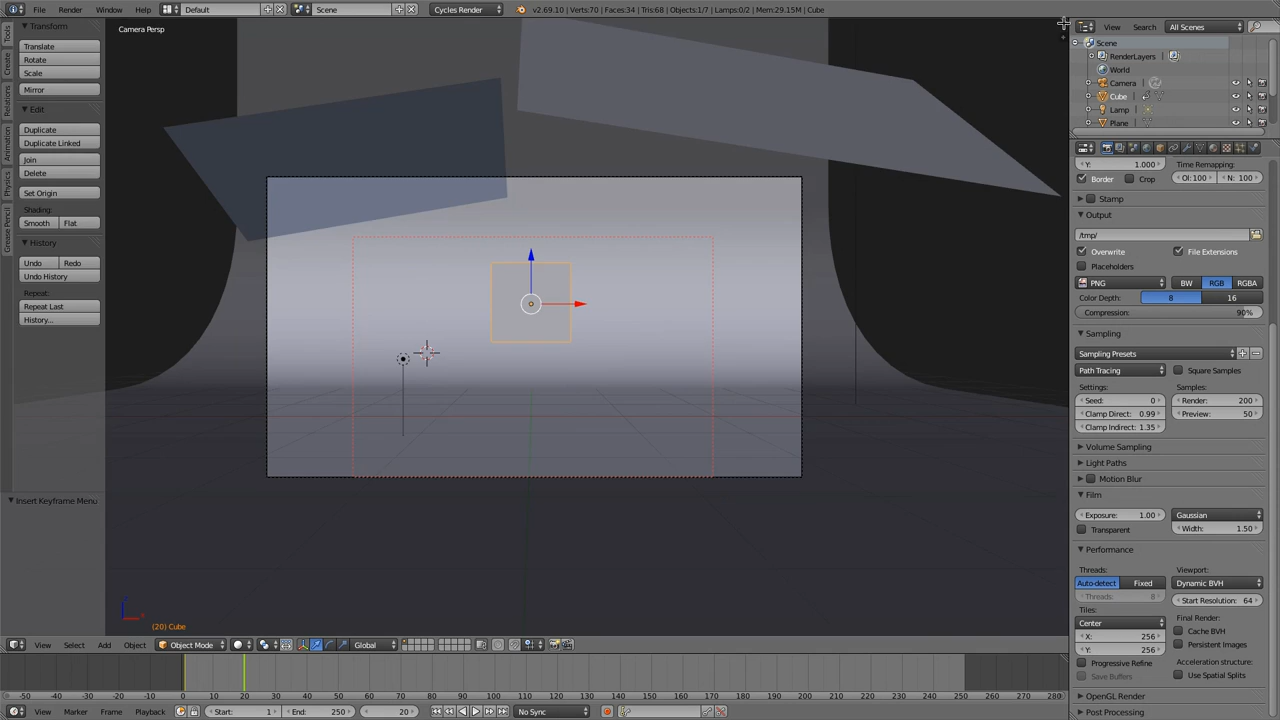 File Render Window Help Default Scene Cycles Render v2.69.10 | Verts:70 | Faces:34 | Tris:68 | Objects:1/7 | Lamps:0/2 | Mem:29.15M | Cube
View Search All Scenes
Scene
RenderLayers
World
Camera
Cube
Lamp
Plane
Tools
Create
Relations
Animation
Physics
Grease Pencil
Transform
Translate
Rotate
Scale
Mirror
Edit
Duplicate
Duplicate Linked
Join
Delete
Set Origin
Shading:
Smooth Flat
History
Undo Redo
Undo History
Repeat:
Repeat Last
History...
Insert Keyframe Menu
Camera Persp
(20) Cube
Y: 1.000 Time Remapping:
Border Crop Ol: 100 N: 100
Stamp
Output
/tmp/
Overwrite File Extensions
Placeholders
PNG BW RGB RGBA
Color Depth: 8 16
Compression: 90%
Sampling
Sampling Presets
Path Tracing Square Samples
Settings: Samples:
Seed: 0 Render: 200
Clamp Direct: 0.99 Preview: 50
Clamp Indirect: 1.35
Volume Sampling
Light Paths
Motion Blur
Film
Exposure: 1.00 Gaussian
Transparent Width: 1.50
Performance
Threads: Viewport:
Auto-detect Fixed Dynamic BVH
Threads: 8 Start Resolution: 64
Tiles: Final Render:
Center Cache BVH
X: 256 Persistent Images
Y: 256
Progressive Refine Acceleration structure:
Save Buffers Use Spatial Splits
OpenGL Render
Post Processing
View Select Add Object Object Mode Global
-50 -40 -30 -20 -10 0 10 20 30 40 50 60 70 80 90 100 110 120 130 140 150 160 170 180 190 200 210 220 230 240 250 260 270 280
View Marker Frame Playback Start: 1 End: 250 20 No Sync